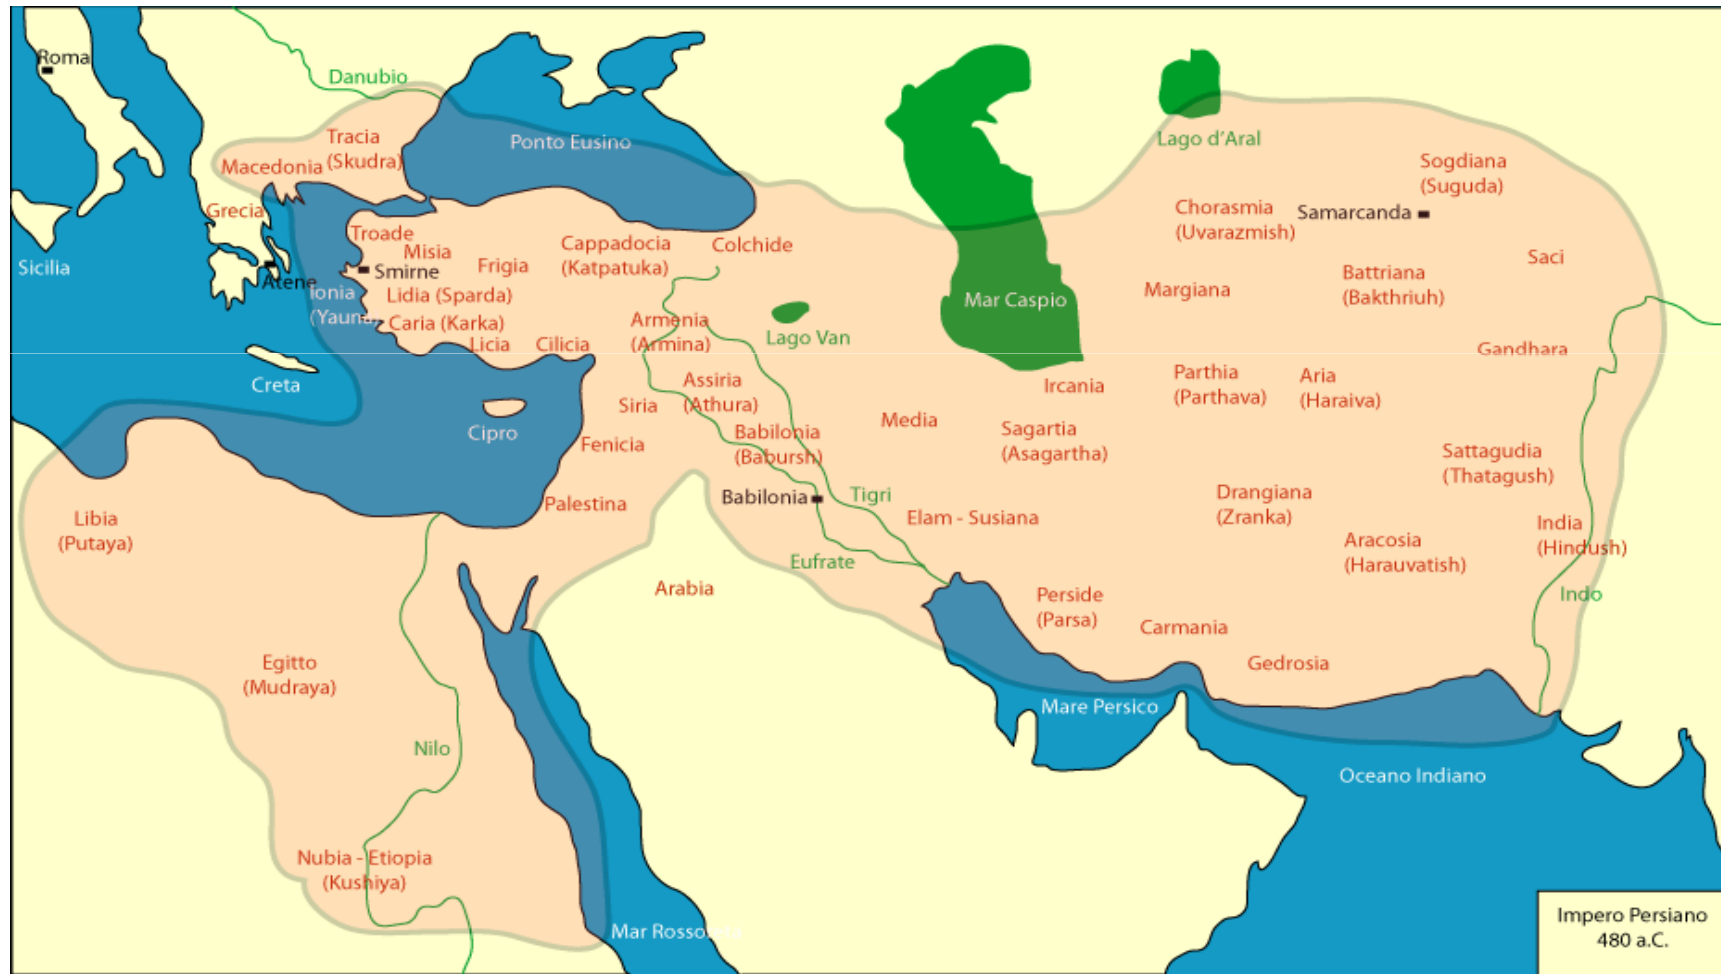 Roma
Danubio
Tracia
(Skudra)
Macedonia
Ponto Eusino
Lago d'Aral
Sogdiana
(Suguda)
Grecia
Troade
Misia
Chorasmia
(Uvarazmish)
Samarcanda
Sicilia
Atene
Smirne
Frigia
Cappadocia
(Katpatuka)
Colchide
Saci
Ionia
(Yauna)
Lidia (Sparda)
Battriana
(Bakthriuh)
Margiana
Mar Caspio
Caria (Karka)
Licia
Cilicia
Armenia
(Armina)
Lago Van
Gandhara
Creta
Assiria
(Athura)
Siria
Ircania
Parthia
(Parthava)
Aria
(Haraiva)
Cipro
Fenicia
Babilonia
(Babursh)
Media
Sagartia
(Asagartha)
Sattagudia
(Thatagush)
Palestina
Babilonia
Tigri
Elam - Susiana
Drangiana
(Zranka)
Libia
(Putaya)
India
(Hindush)
Aracosia
(Harauvatish)
Eufrate
Arabia
Perside
(Parsa)
Indo
Carmania
Gedrosia
Egitto
(Mudraya)
Mare Persico
Nilo
Oceano Indiano
Nubia - Etiopia
(Kushiya)
Mar Rosso
Impero Persiano
480 a.C.